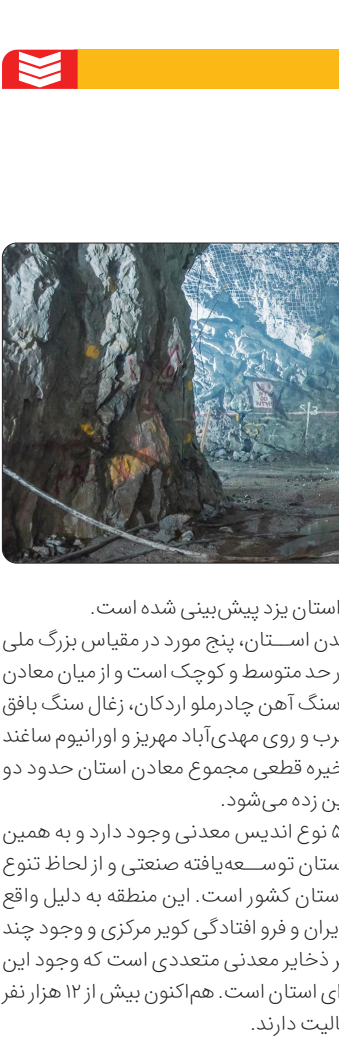 S/3
استان یزد پیش‌بینی شده است.
دن اســتان، پنج مورد در مقیاس بزرگ ملی
ر حد متوسط و کوچک است و از میان معادن
سنگ آهن چادرملو اردکان، زغال سنگ بافق
رب و روی مهدی‌آباد مهریز و اورانیوم ساغند
خیره قطعی مجموع معادن استان حدود دو
ین زده می‌شود.
۵ نوع اندیس معدنی وجود دارد و به همین
ستان توســعه‌یافته صنعتی و از لحاظ تنوع
ستان کشور است. این منطقه به دلیل واقع
یران و فرو افتادگی کویر مرکزی و وجود چند
ر ذخایر معدنی متعددی است که وجود این
ای استان است. هم‌اکنون بیش از ۱۲ هزار نفر
الیت دارند.